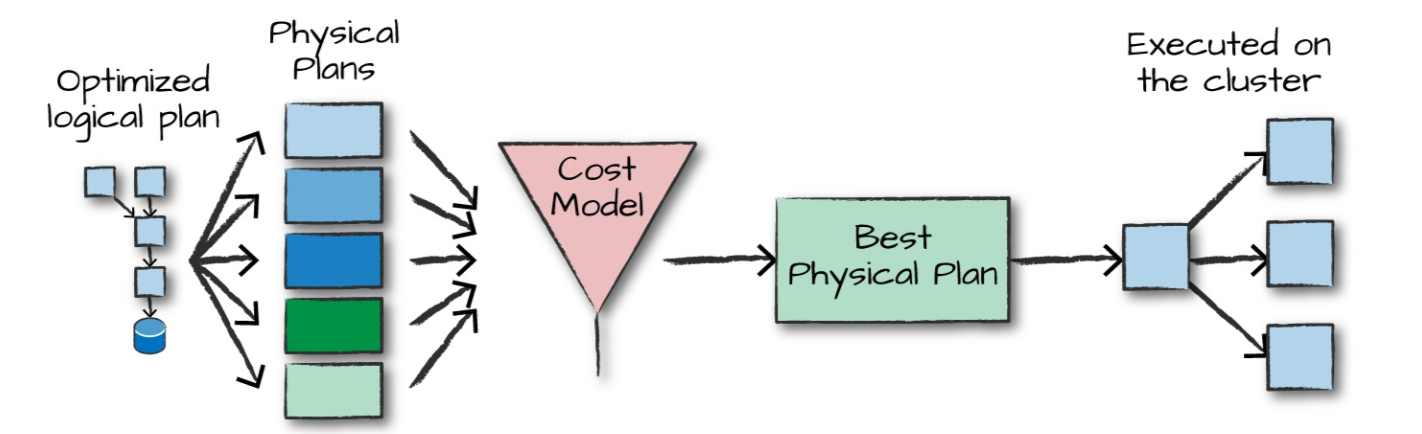 Optimized
logical plan
Physical
Plans
Cost
Model
Best
Physical Plan
Executed on
the cluster